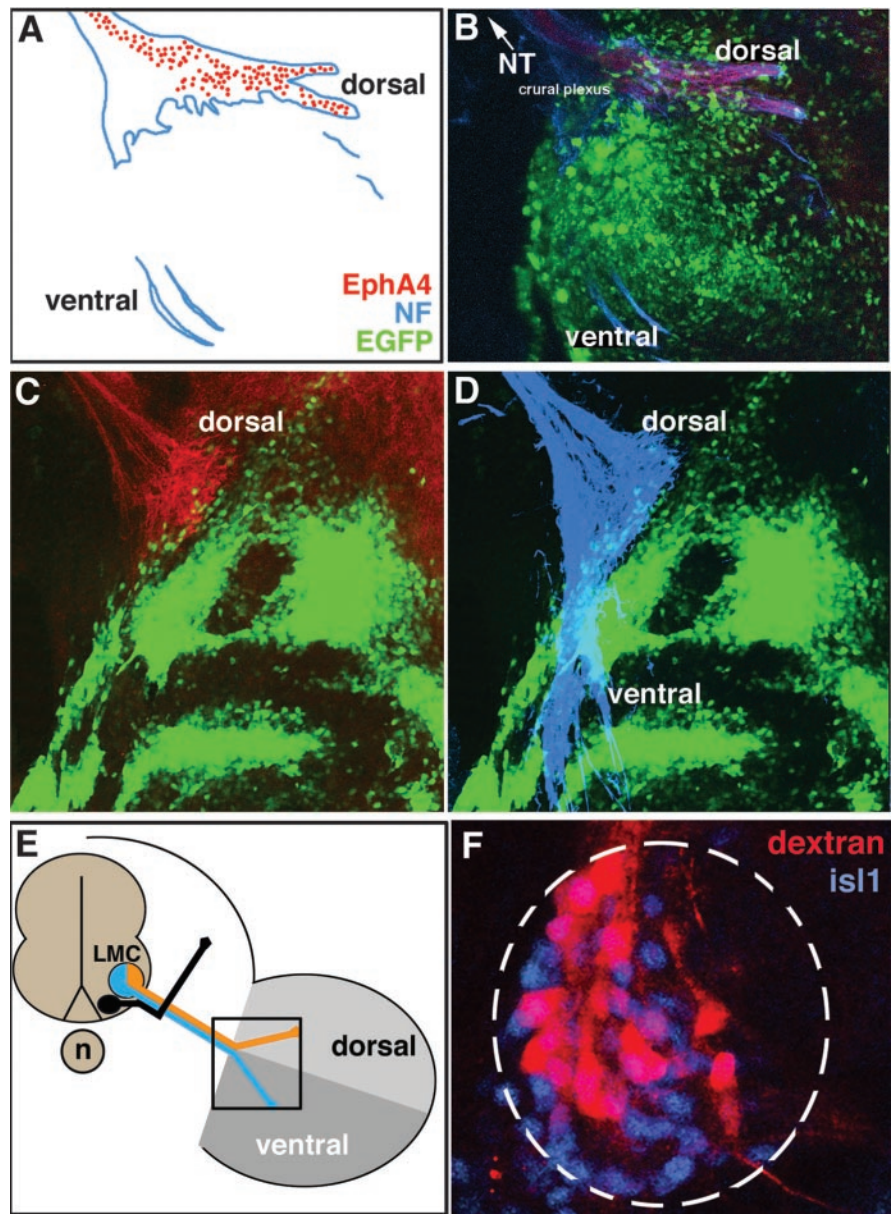 A
dorsal
ventral
EphA4
NF
EGFP
B
NT
crural plexus
dorsal
ventral
C
dorsal
D
dorsal
ventral
E
LMC
n
dorsal
ventral
F
dextran
isl1